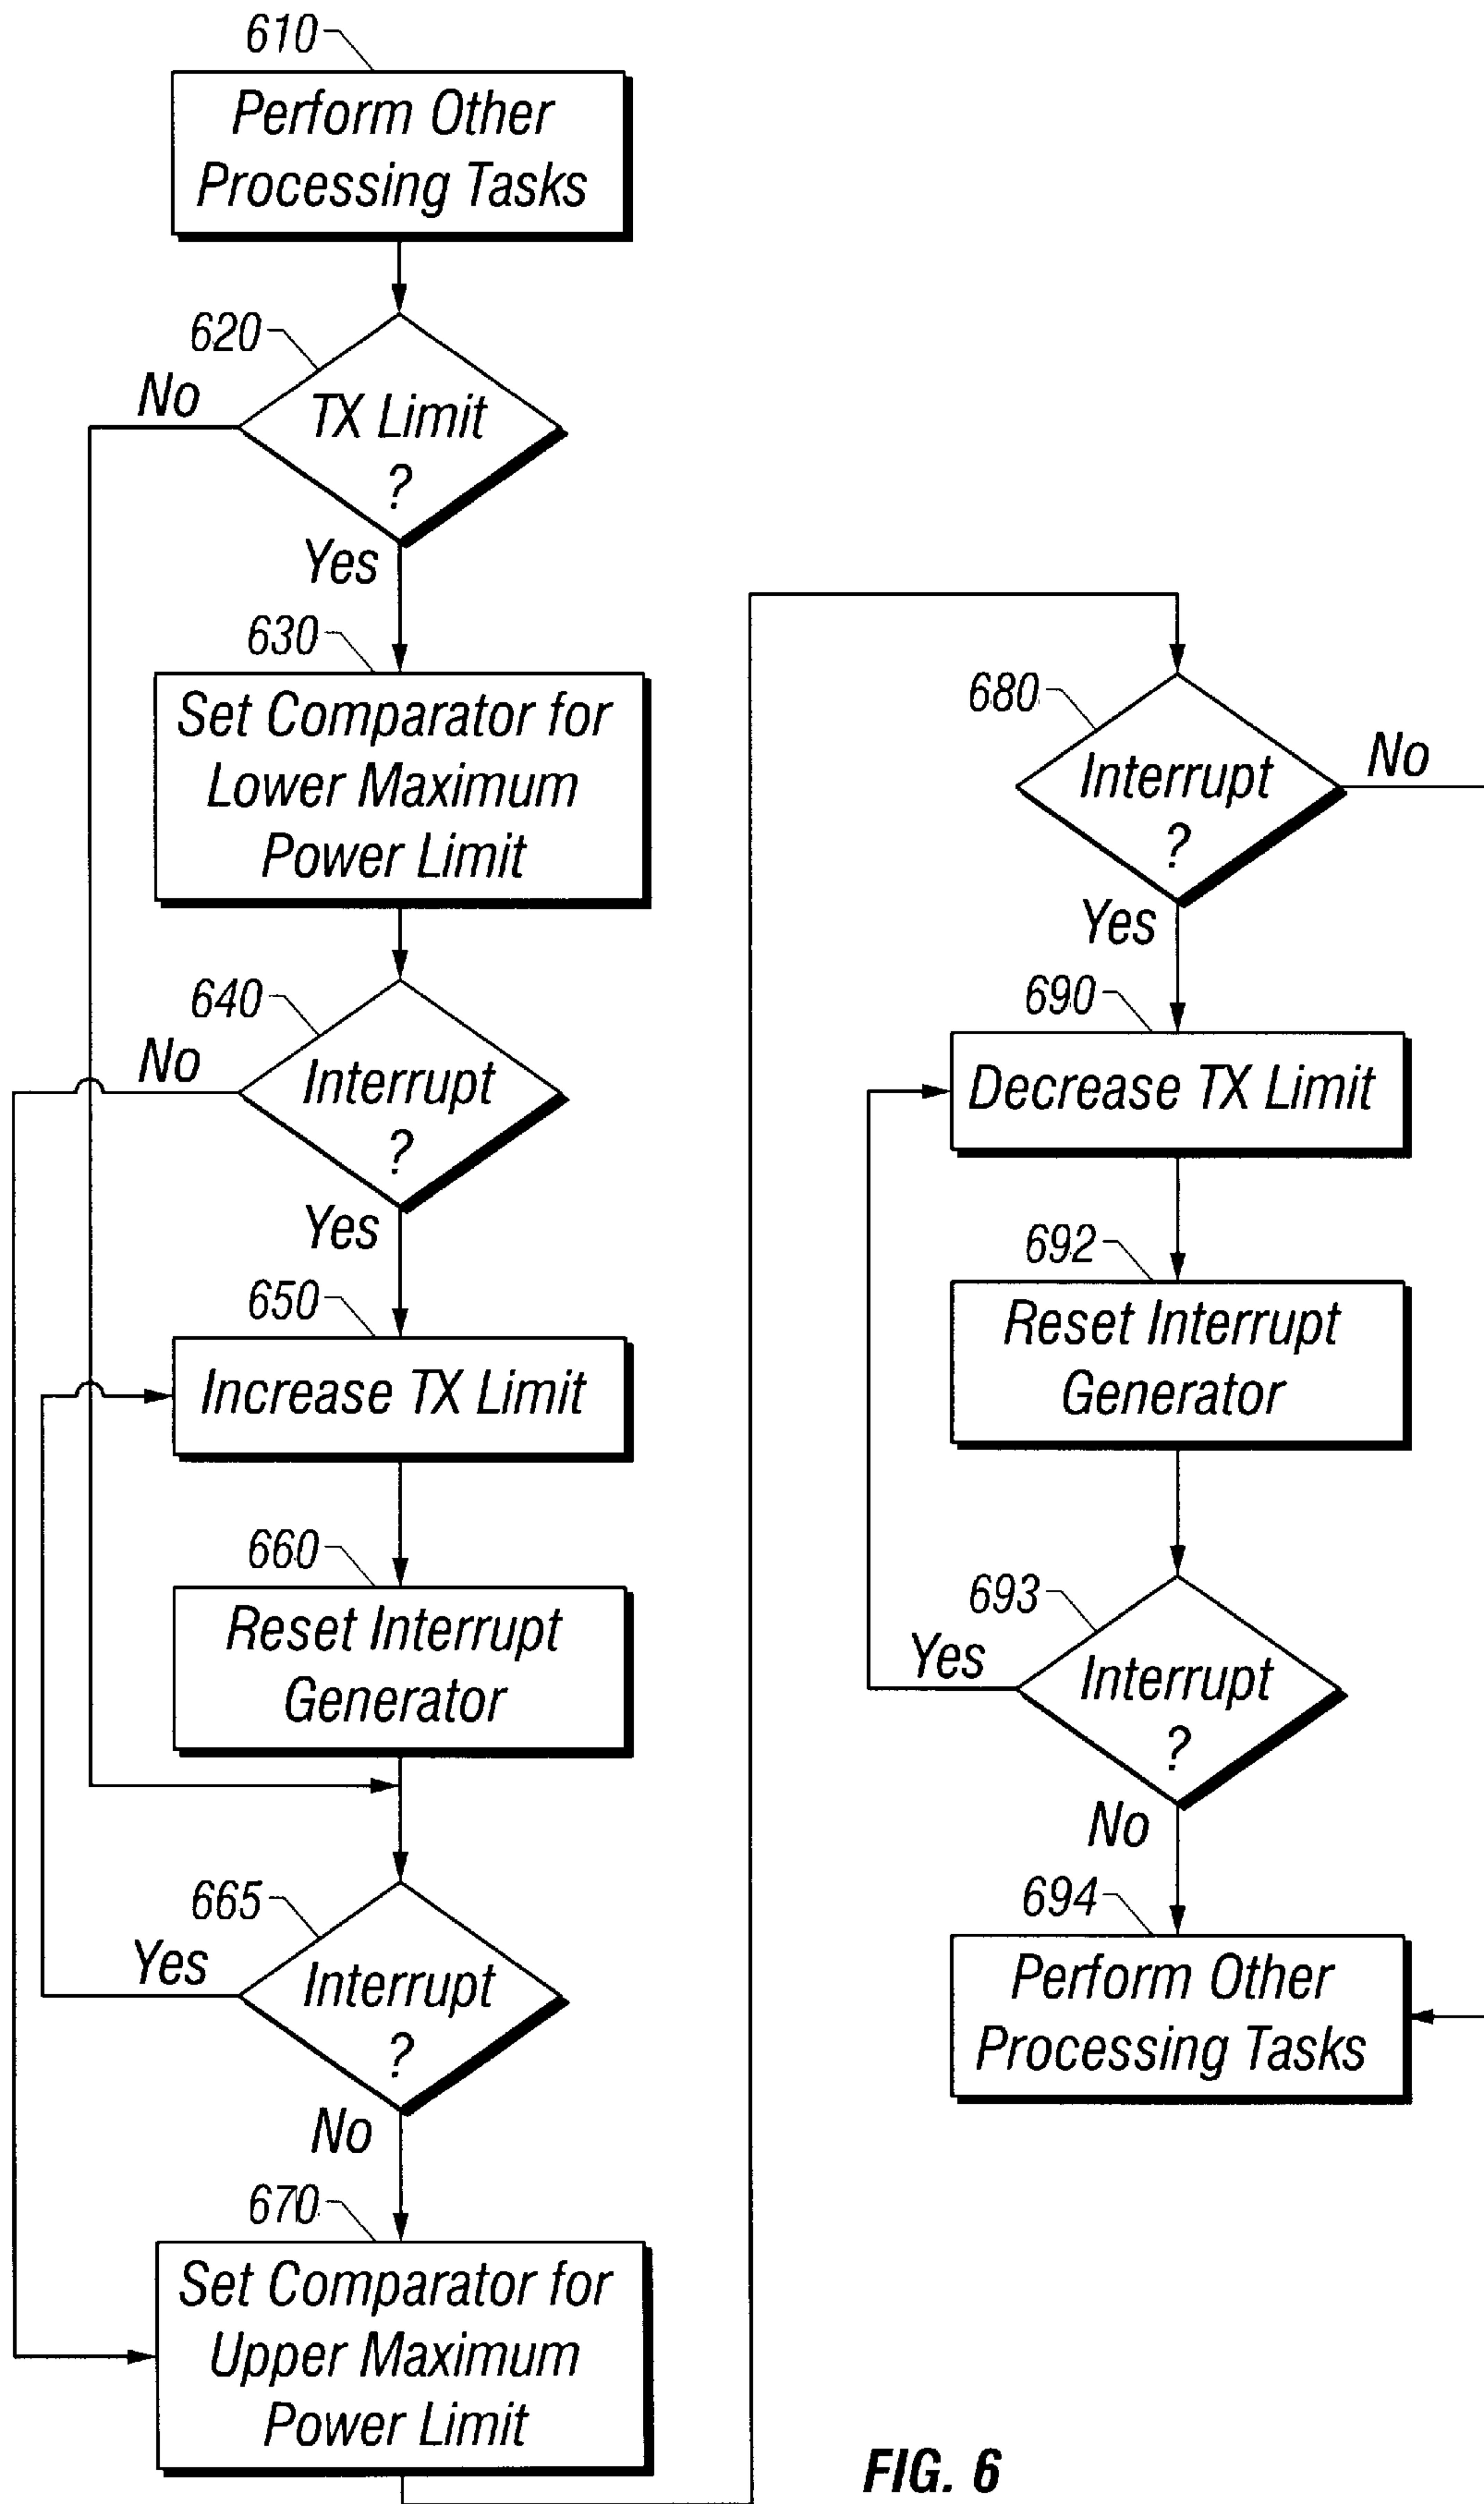 610
Perform Other
Processing Tasks
620
No
TX Limit
?
Yes
630
Set Comparator for
Lower Maximum
Power Limit
640
No
Interrupt
?
Yes
650
Increase TX Limit
660
Reset Interrupt
Generator
665
Yes
Interrupt
?
No
670
Set Comparator for
Upper Maximum
Power Limit
680
No
Interrupt
?
Yes
690
Decrease TX Limit
692
Reset Interrupt
Generator
693
Yes
Interrupt
?
No
694
Perform Other
Processing Tasks
FIG. 6